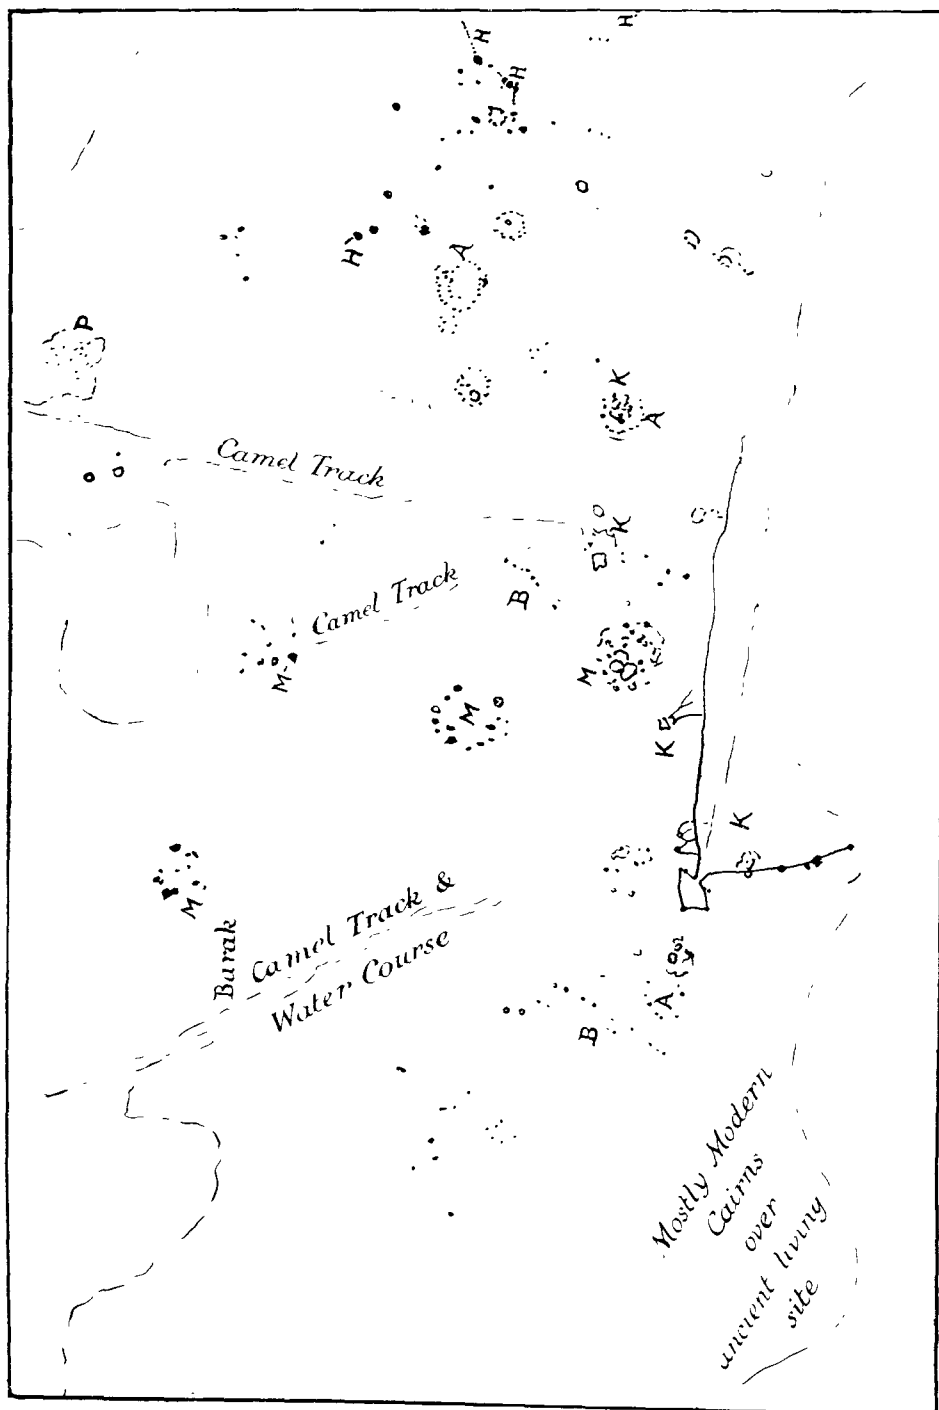 H
H
H
H
A
P
K
A
Camel Track
K
B
Camel Track
M
M
M
K
K
M
Barak
Camel Track &
Water Course
A
B
Mostly Modern
Cairns
over
ancient living
site